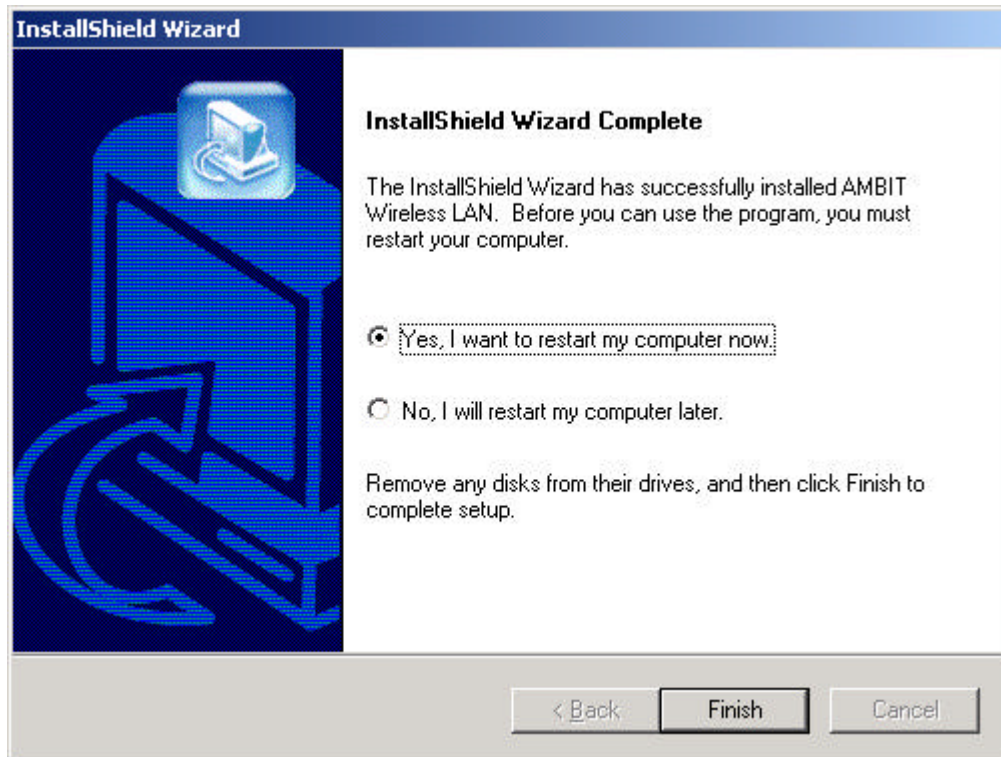 InstallShield Wizard
InstallShield Wizard Complete
The InstallShield Wizard has successfully installed AMBIT
Wireless LAN.  Before you can use the program, you must
restart your computer.
Yes, I want to restart my computer now.
No, I will restart my computer later.
Remove any disks from their drives, and then click Finish to
complete setup.
< Back
Finish
Cancel